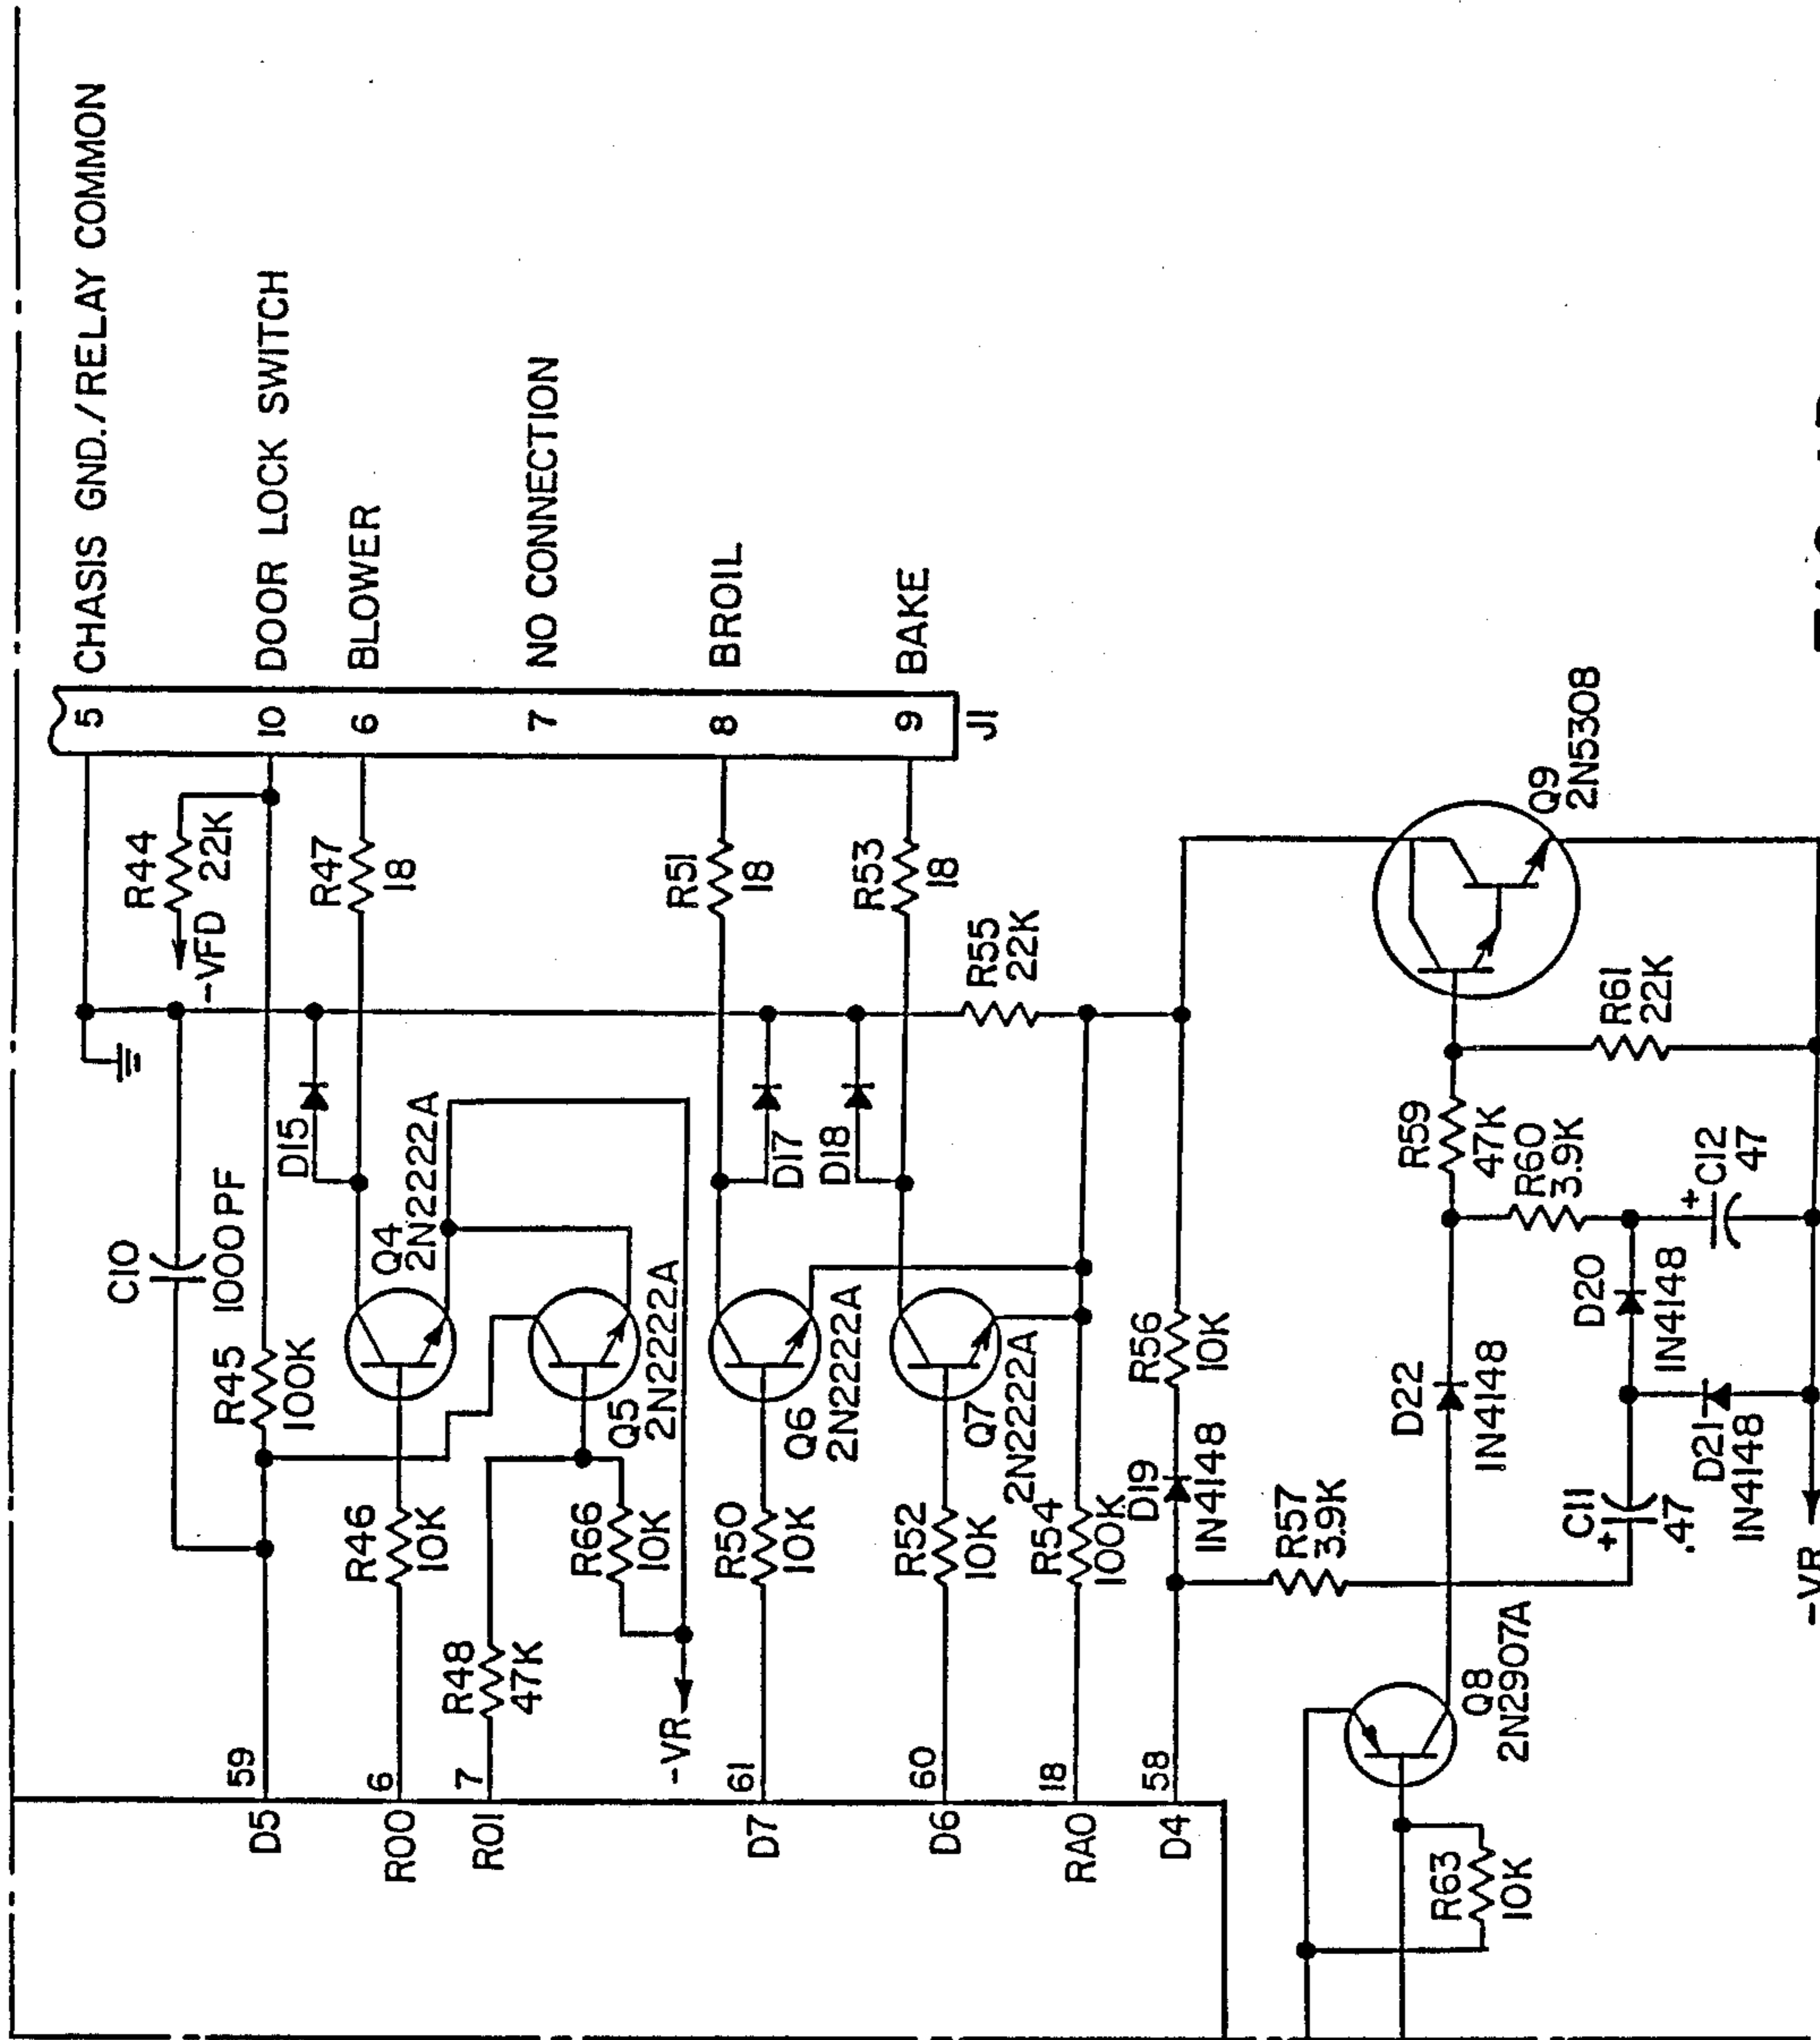 5 CHASIS GND./RELAY COMMON
10 DOOR LOCK SWITCH
6 BLOWER
7 NO CONNECTION
8 BROIL
9 BAKE
J1
R44
22K
-VFD
R47
18
R51
18
R53
18
R55
22K
C10
1000PF
D15
D17
D18
R45
100K
Q4
2N2222A
Q5
2N2222A
Q6
2N2222A
Q7
2N2222A
R46
10K
R66
10K
R48
47K
-VR
R50
10K
R52
10K
R54
100K
R56
10K
D19
1N4148
R57
3.9K
59
D5
6
R00
7
R01
61
D7
60
D6
18
RA0
58
D4
Q9
2N5308
R61
22K
R59
47K
R60
3.9K
C12
+
47
D20
1N4148
D22
1N4148
D21
1N4148
C11
+
.47
-VR
Q8
2N2907A
R63
10K